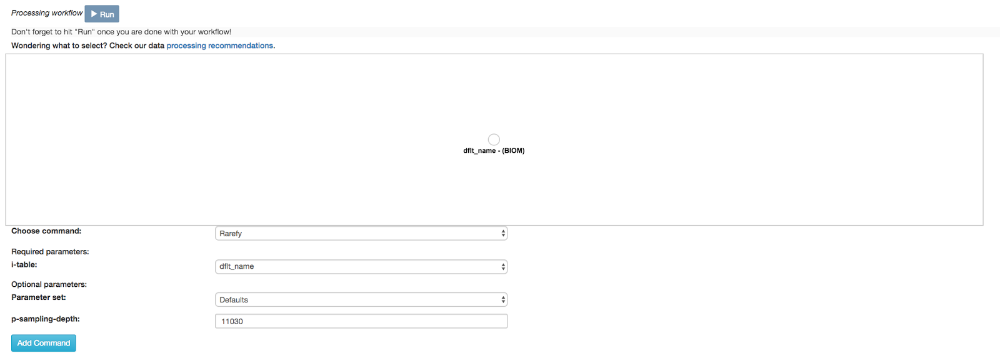 Processing workflow Run
Don't forget to hit "Run" once you are done with your workflow!
Wondering what to select? Check our data processing recommendations.
dflt_name - (BIOM)
Choose command: Rarefy
Required parameters:
i-table: dflt_name
Optional parameters:
Parameter set: Defaults
p-sampling-depth: 11030
Add Command